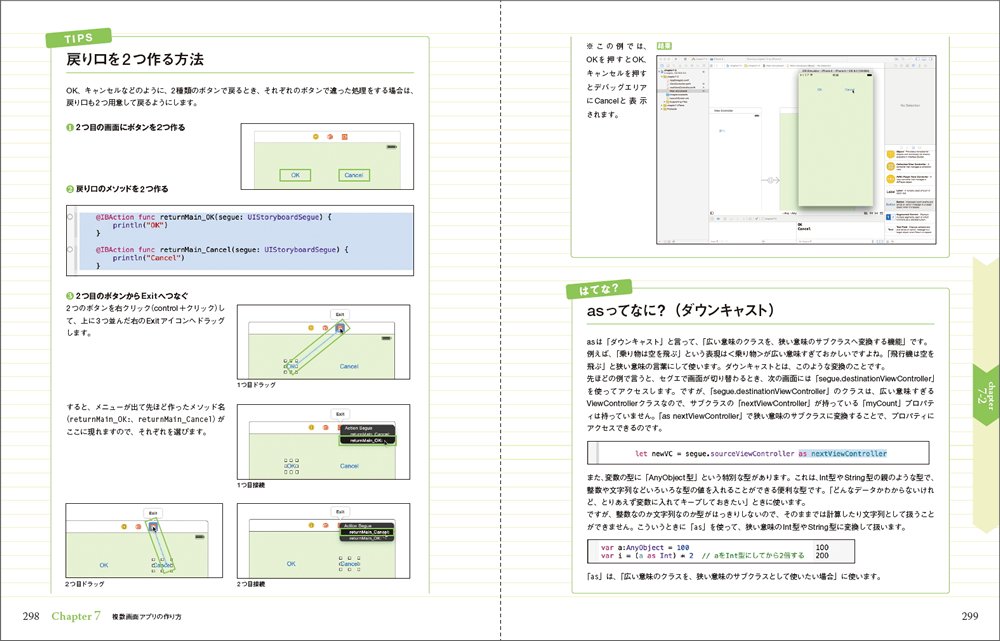 TIPS
戻り口を2つ作る方法
OK、キャンセルなどのように、2種類のボタンで戻るとき、それぞれのボタンで違った処理をする場合は、
戻り口も2つ用意して戻るようにします。
❶2つ目の画面にボタンを2つ作る
OK
Cancel
❷戻り口のメソッドを2つ作る
@IBAction func returnMain_OK(segue: UIStoryboardSegue) {
println("OK")
}
@IBAction func returnMain_Cancel(segue: UIStoryboardSegue) {
println("Cancel")
}
❸2つ目のボタンからExitへつなぐ
2つのボタンを右クリック(control+クリック)し
て、上に3つ並んだ右のExitアイコンへドラッグ
します。
Exit
OK
Cancel
1つ目ドラッグ
すると、メニューが出て先ほど作ったメソッド名
(returnMain_OK:、returnMain_Cancel)が
ここに現れますので、それぞれを選びます。
Exit
Action Segue
returnMain_Cancel:
returnMain_OK:
OK
Cancel
1つ目接続
Exit
OK
Cancel
2つ目ドラッグ
Exit
Action Segue
returnMain_Cancel:
returnMain_OK:
OK
Cancel
2つ目接続
298 Chapter 7 複数画面アプリの作り方
※この例では、
OKを押すとOK、
キャンセルを押す
とデバッグエリア
にCancelと表示
されます。
結果
OK
Cancel
No Selection
OK
Cancel
Label
Button
Text
はてな?
asってなに?(ダウンキャスト)
asは「ダウンキャスト」と言って、「広い意味のクラスを、狭い意味のサブクラスへ変換する機能」です。
例えば、「乗り物は空を飛ぶ」という表現は<乗り物>が広い意味すぎておかしいですよね。「飛行機は空を
飛ぶ」と狭い意味の言葉にして使います。ダウンキャストとは、このような変換のことです。
先ほどの例で言うと、セグエで画面が切り替わるとき、次の画面には「segue.destinationViewController」
を使ってアクセスします。ですが、「segue.destinationViewController」のクラスは、広い意味すぎる
ViewControllerクラスなので、サブクラスの「nextViewController」が持っている「myCount」プロパテ
ィは持っていません。「as nextViewController」で狭い意味のサブクラスに変換することで、プロパティに
アクセスできるのです。
let newVC = segue.sourceViewController as nextViewController
また、変数の型に「AnyObject型」という特別な型があります。これは、Int型やString型の親のような型で、
整数や文字列などいろいろな型の値を入れることができる便利な型です。「どんなデータかわからないけれ
ど、とりあえず変数に入れてキープしておきたい」ときに使います。
ですが、整数なのか文字列なのか型がはっきりしないので、そのままでは計算したり文字列として扱うこと
ができません。こういうときに「as」を使って、狭い意味のInt型やString型に変換して扱います。
var a:AnyObject = 100 100
var i = (a as Int) * 2 // aをInt型にしてから2倍する 200
「as」は、「広い意味のクラスを、狭い意味のサブクラスとして使いたい場合」に使います。
chapter
7-2
299